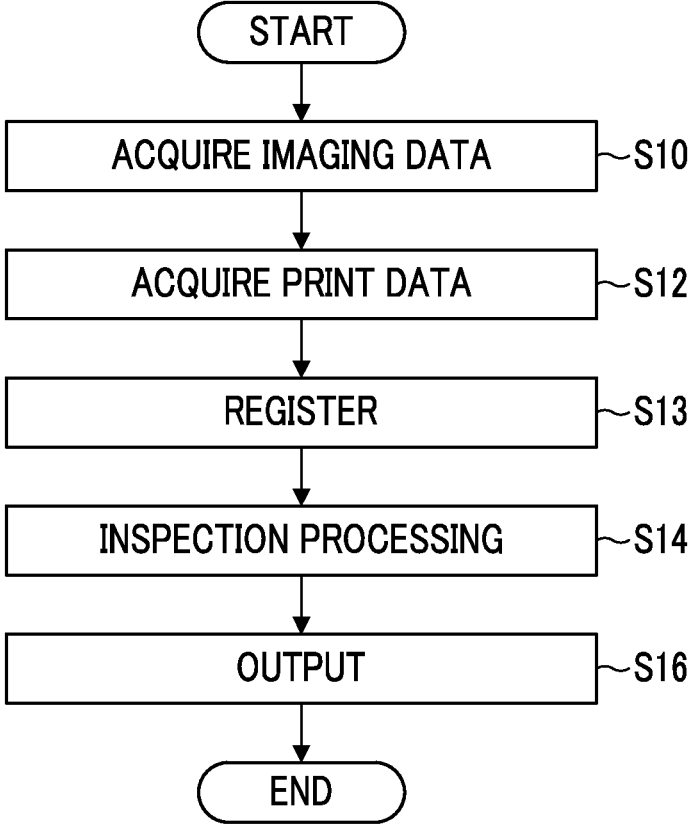 START
ACQUIRE IMAGING DATA S10
ACQUIRE PRINT DATA S12
REGISTER S13
INSPECTION PROCESSING S14
OUTPUT S16
END